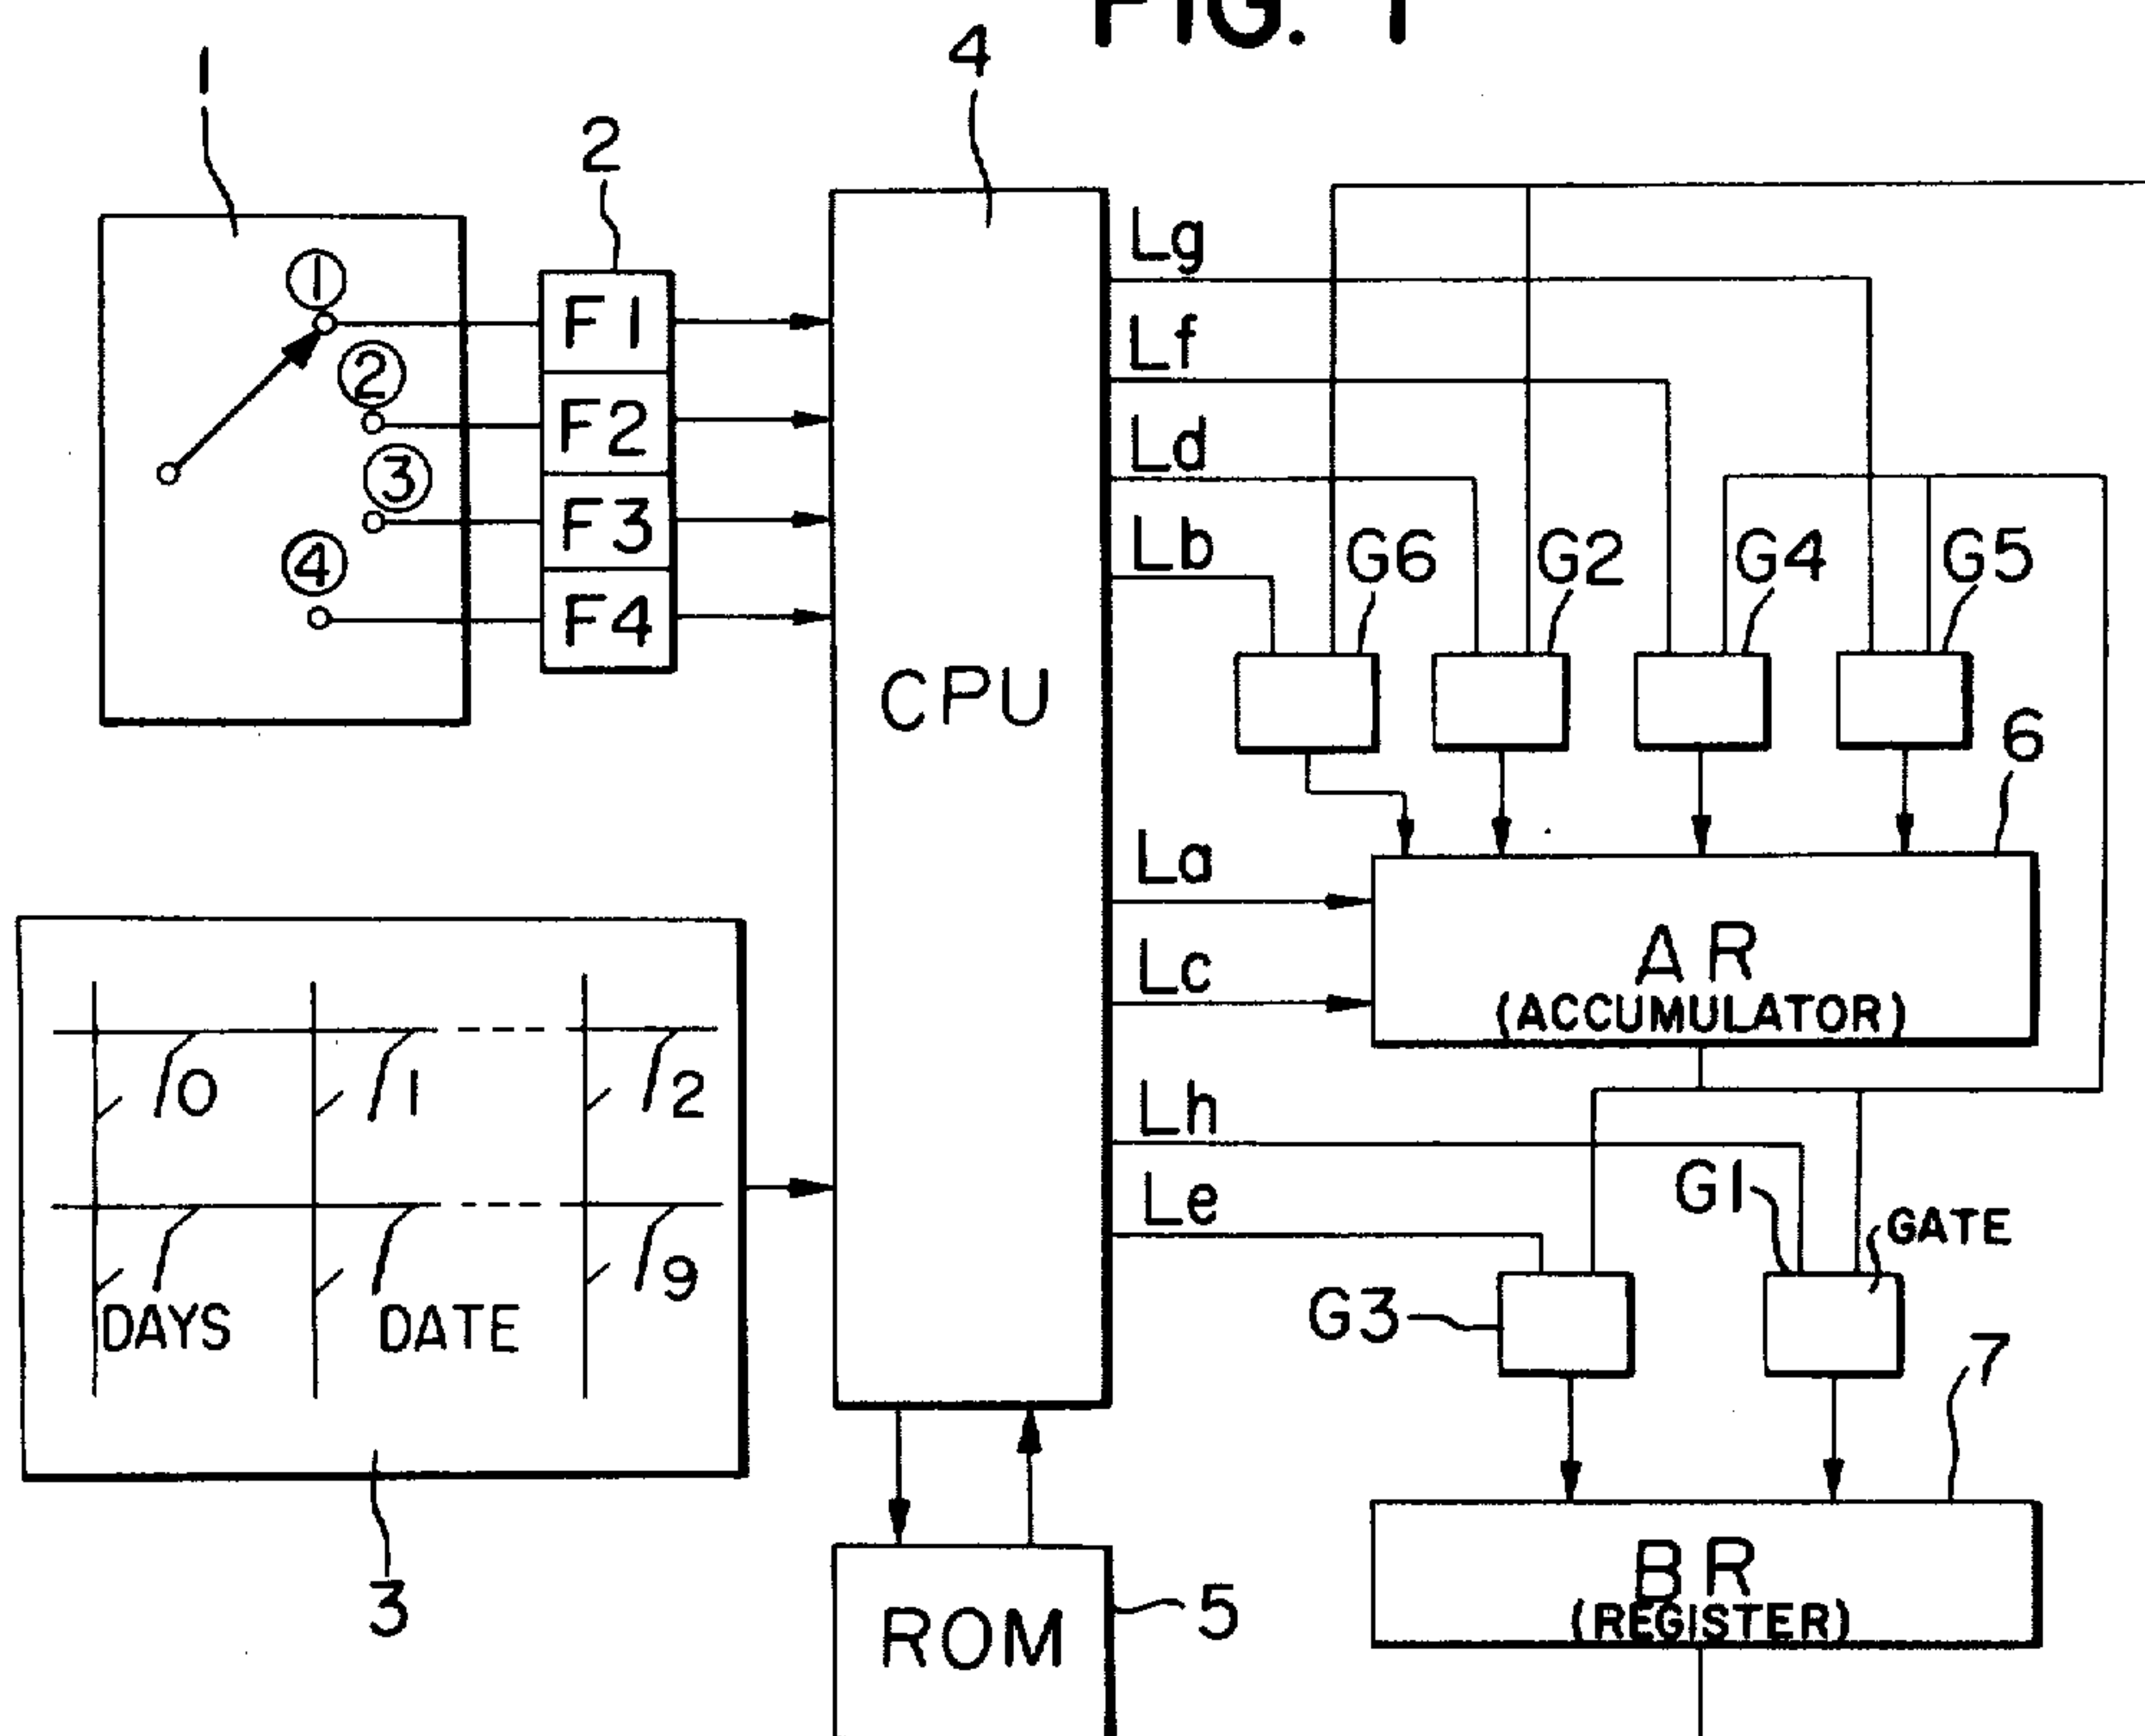 FIG. 1
1
2
4
①
②
③
④
F1
F2
F3
F4
CPU
Lg
Lf
Ld
Lb
G6
G2
G4
G5
6
La
Lc
AR
(ACCUMULATOR)
Lh
Le
G1
GATE
G3
7
BR
(REGISTER)
0
1
2
9
DAYS
DATE
3
ROM
5